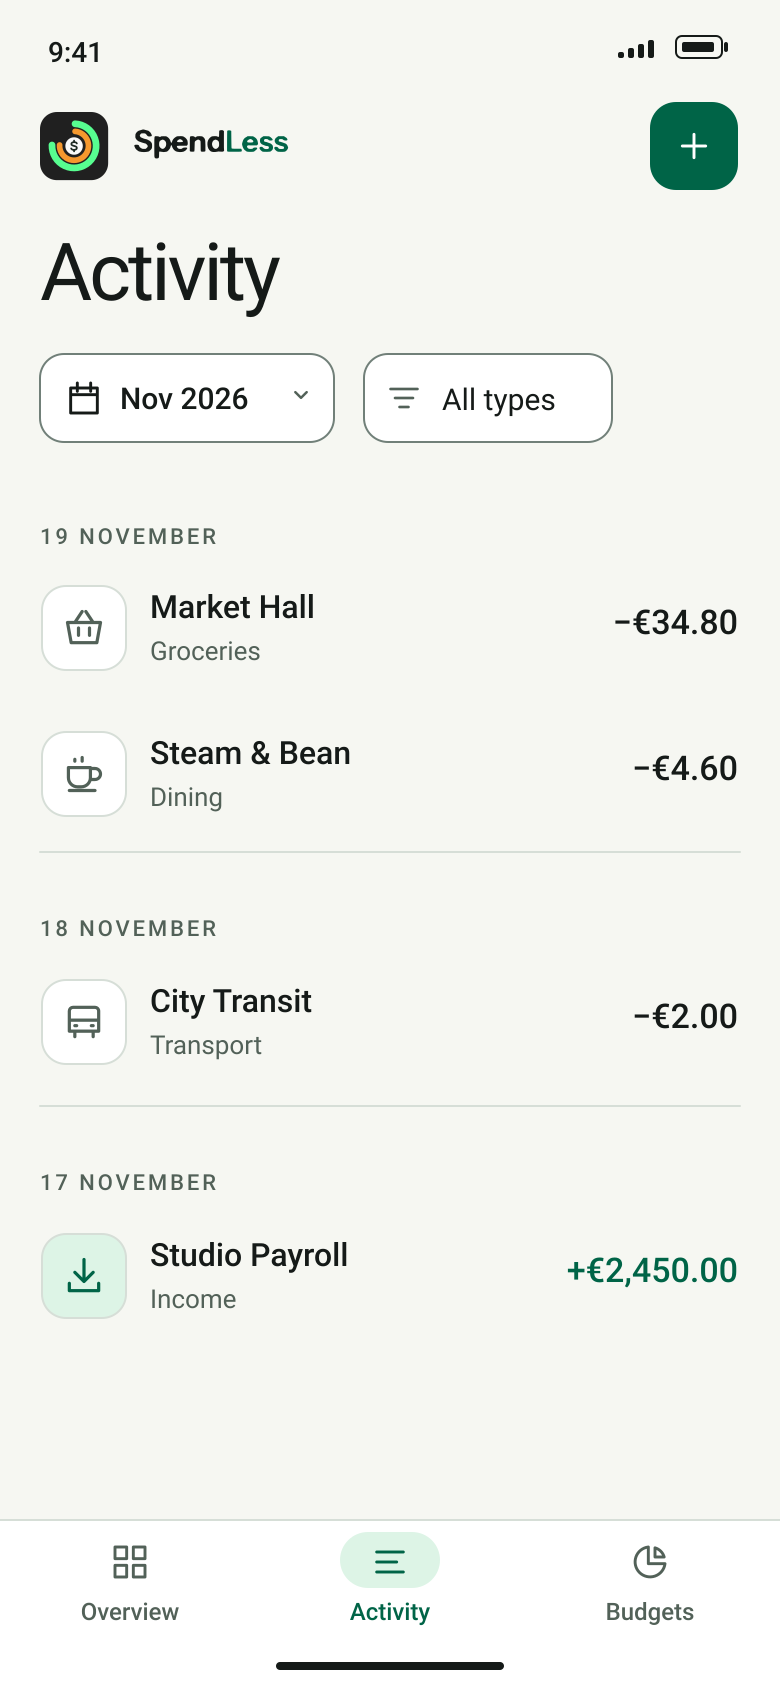 9:41
$
SpendLess
Activity
Nov 2026
All types
19 NOVEMBER
Market Hall
−€34.80
Groceries
Steam & Bean
−€4.60
Dining
18 NOVEMBER
City Transit
−€2.00
Transport
17 NOVEMBER
Studio Payroll
+€2,450.00
Income
Overview
Activity
Budgets